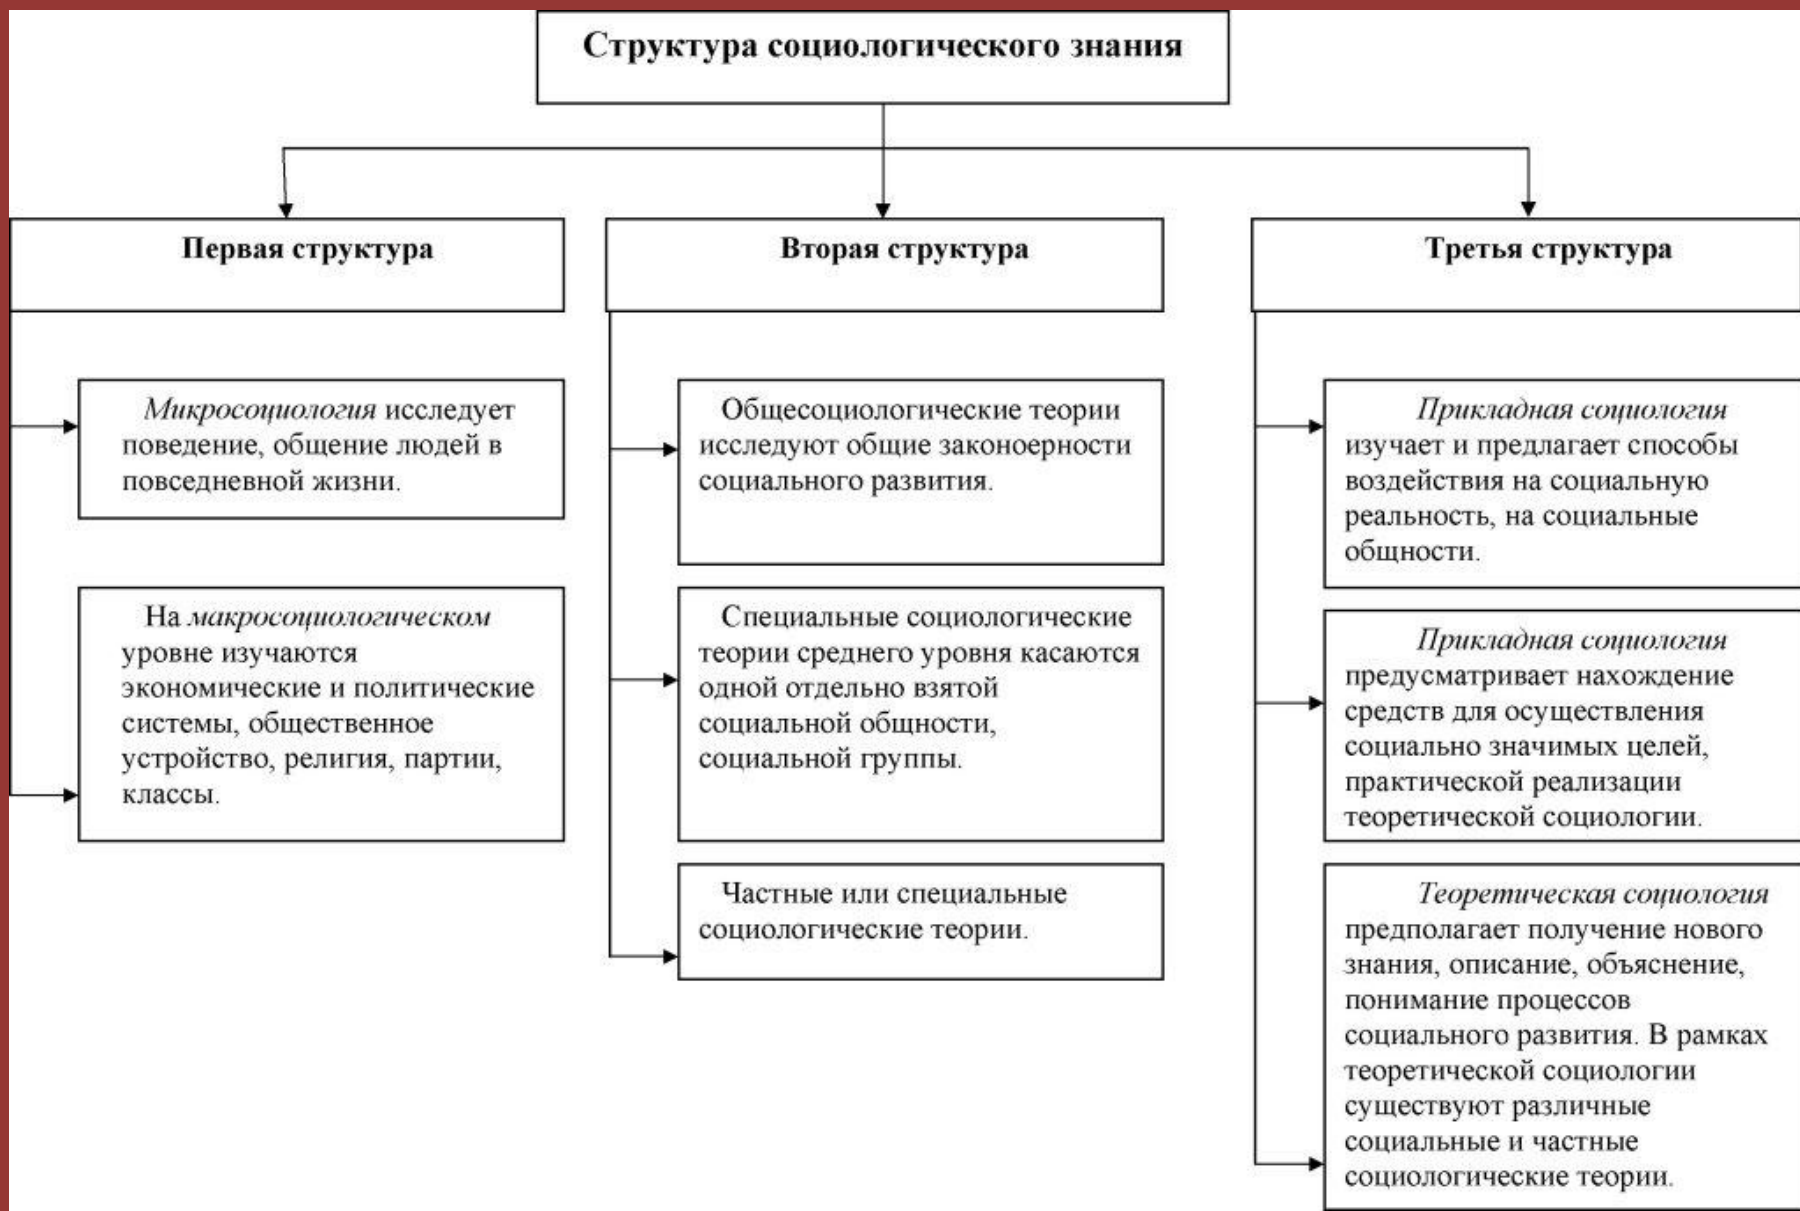 Структура социологического знания
Первая структура
Микросоциология исследует
поведение, общение людей в
повседневной жизни.
На макросоциологическом
уровне изучаются
экономические и политические
системы, общественное
устройство, религия, партии,
классы.
Вторая структура
Общесоциологические теории
исследуют общие законоерности
социального развития.
Специальные социологические
теории среднего уровня касаются
одной отдельно взятой
социальной общности,
социальной группы.
Частные или специальные
социологические теории.
Третья структура
Прикладная социология
изучает и предлагает способы
воздействия на социальную
реальность, на социальные
общности.
Прикладная социология
предусматривает нахождение
средств для осуществления
социально значимых целей,
практической реализации
теоретической социологии.
Теоретическая социология
предполагает получение нового
знания, описание, объяснение,
понимание процессов
социального развития. В рамках
теоретической социологии
существуют различные
социальные и частные
социологические теории.